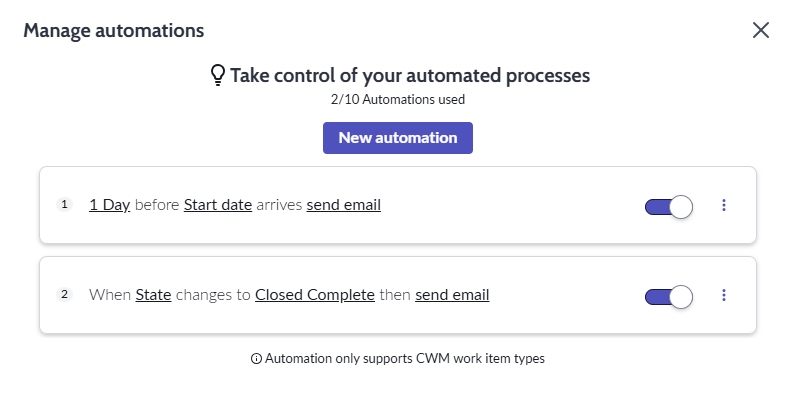 Manage automations
Take control of your automated processes
2/10 Automations used
New automation
1 1 Day before Start date arrives send email
2 When State changes to Closed Complete then send email
Automation only supports CWM work item types